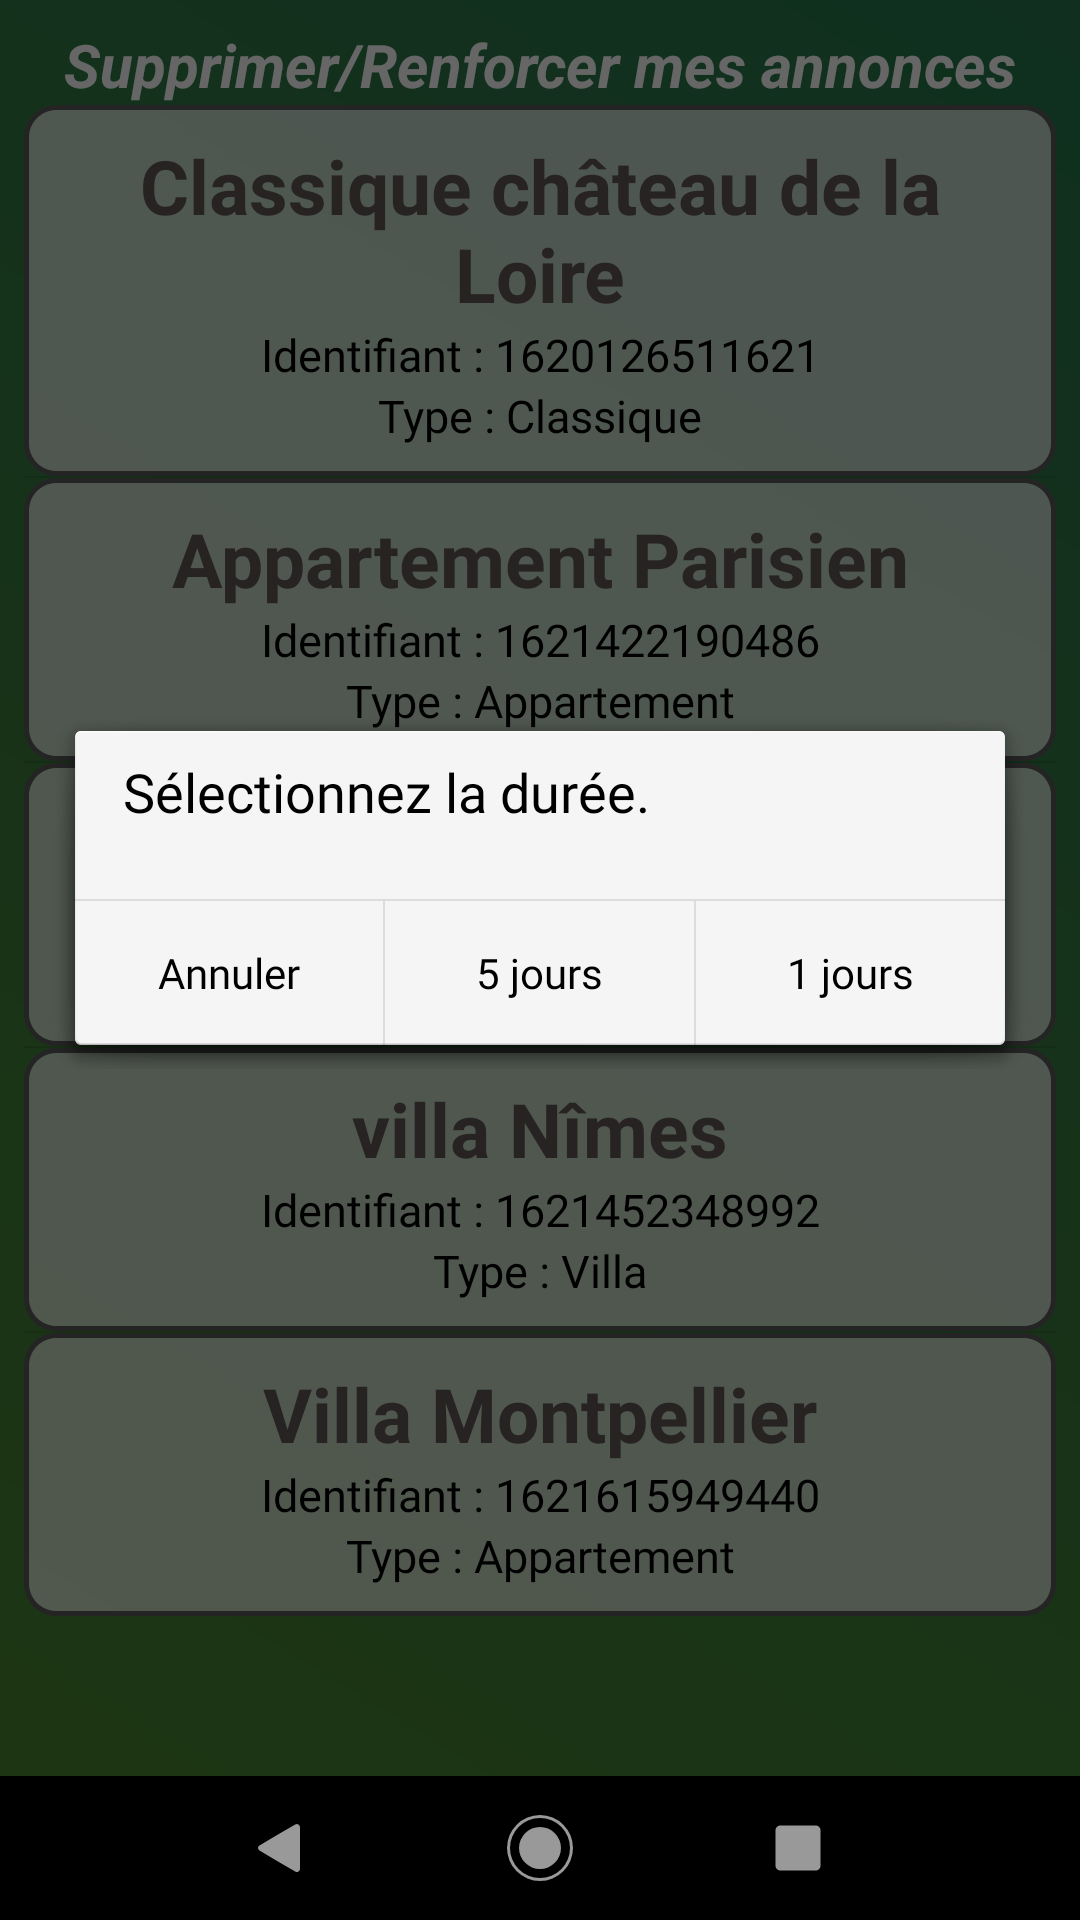 Supprimer/Renforcer mes annonces
Classique château de la
Loire
Identifiant : 1620126511621
Type : Classique
Appartement Parisien
Identifiant : 1621422190486
Type : Appartement
Sélectionnez la durée.
Annuler
5 jours
1 jours
villa Nîmes
Identifiant : 1621452348992
Type : Villa
Villa Montpellier
Identifiant : 1621615949440
Type : Appartement